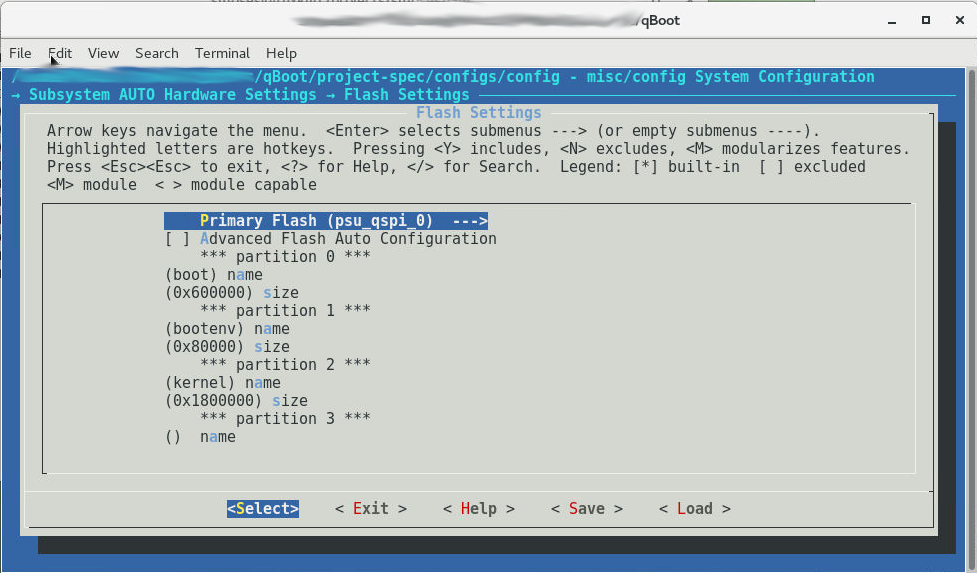 /qBoot
File Edit View Search Terminal Help
/qBoot/project-spec/configs/config - misc/config System Configuration
→ Subsystem AUTO Hardware Settings → Flash Settings
Flash Settings
Arrow keys navigate the menu.  <Enter> selects submenus ---> (or empty submenus ----).
Highlighted letters are hotkeys.  Pressing <Y> includes, <N> excludes, <M> modularizes features.
Press <Esc><Esc> to exit, <?> for Help, </> for Search.  Legend: [*] built-in  [ ] excluded
<M> module  < > module capable
Primary Flash (psu_qspi_0)  --->
[ ] Advanced Flash Auto Configuration
*** partition 0 ***
(boot) name
(0x600000) size
*** partition 1 ***
(bootenv) name
(0x80000) size
*** partition 2 ***
(kernel) name
(0x1800000) size
*** partition 3 ***
()  name
<Select>    < Exit >    < Help >    < Save >    < Load >